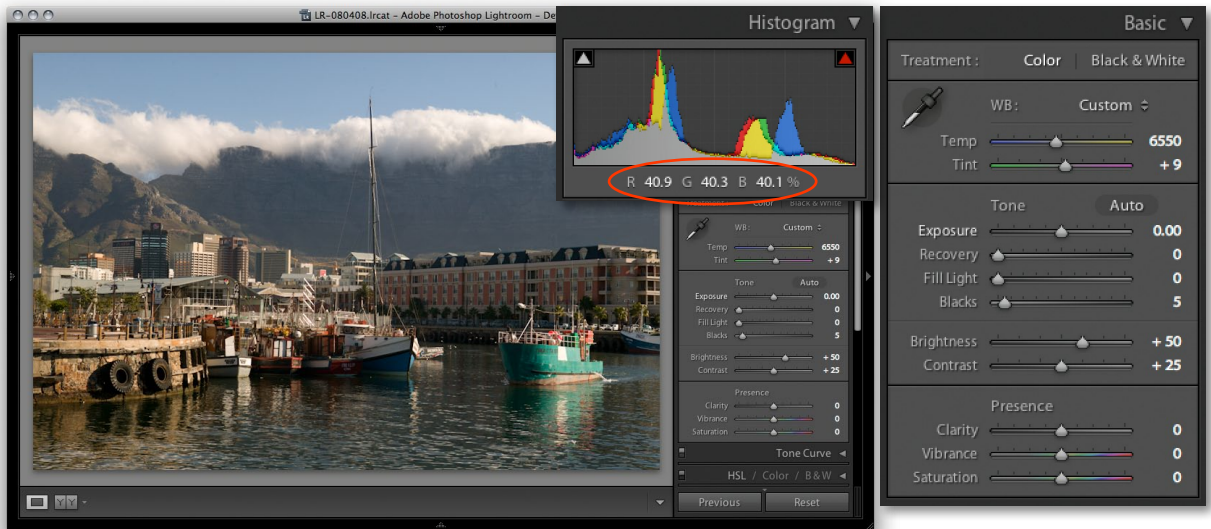 LR-080408.lrcat - Adobe Photoshop Lightroom - De
Histogram
R 40.9 G 40.3 B 40.1 %
Treatment : Color Black & White
WB : Custom
Temp 6550
Tint + 9
Tone Auto
Exposure 0.00
Recovery 0
Fill Light 0
Blacks 5
Brightness + 50
Contrast + 25
Presence
Clarity 0
Vibrance 0
Saturation 0
Tone Curve
HSL / Color / B & W
Previous Reset
Y Y
Basic
Treatment : Color Black & White
WB : Custom
Temp 6550
Tint + 9
Tone Auto
Exposure 0.00
Recovery 0
Fill Light 0
Blacks 5
Brightness + 50
Contrast + 25
Presence
Clarity 0
Vibrance 0
Saturation 0